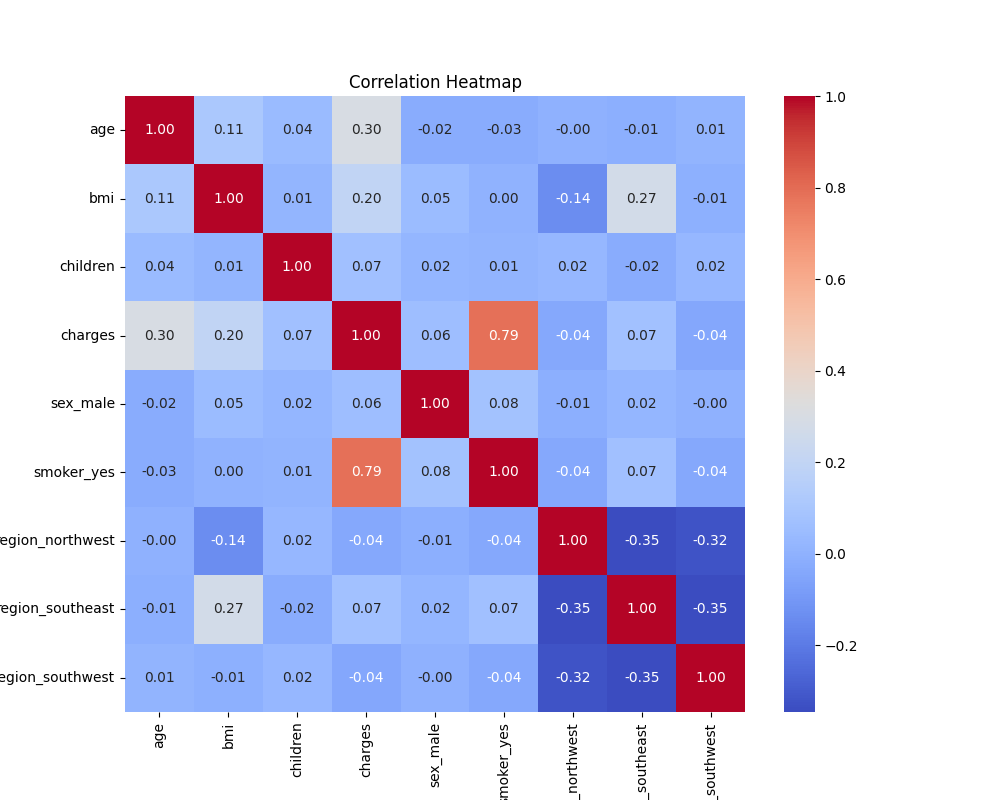 Correlation Heatmap
age 1.00 0.11 0.04 0.30 -0.02 -0.03 -0.00 -0.01 0.01
bmi 0.11 1.00 0.01 0.20 0.05 0.00 -0.14 0.27 -0.01
children 0.04 0.01 1.00 0.07 0.02 0.01 0.02 -0.02 0.02
charges 0.30 0.20 0.07 1.00 0.06 0.79 -0.04 0.07 -0.04
sex_male -0.02 0.05 0.02 0.06 1.00 0.08 -0.01 0.02 -0.00
smoker_yes -0.03 0.00 0.01 0.79 0.08 1.00 -0.04 0.07 -0.04
egion_northwest -0.00 -0.14 0.02 -0.04 -0.01 -0.04 1.00 -0.35 -0.32
egion_southeast -0.01 0.27 -0.02 0.07 0.02 0.07 -0.35 1.00 -0.35
egion_southwest 0.01 -0.01 0.02 -0.04 -0.00 -0.04 -0.32 -0.35 1.00
age bmi children charges sex_male smoker_yes _northwest _southeast _southwest
1.0
0.8
0.6
0.4
0.2
0.0
−0.2